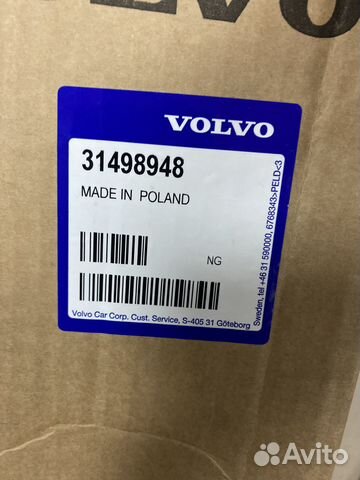 VOLVO
VOLVO
31498948
MADE IN POLAND
NG
Volvo Car Corp. Cust. Service, S-405 31 Göteborg
Sweden, tel +46 31 590000, 6768343>PELD<3
Avito